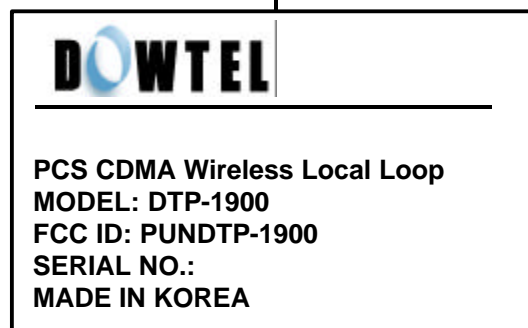 DOWTEL
PCS CDMA Wireless Local Loop
MODEL: DTP-1900
FCC ID: PUNDTP-1900
SERIAL NO.:
MADE IN KOREA